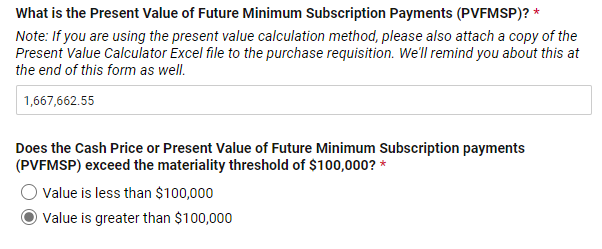 What is the Present Value of Future Minimum Subscription Payments (PVFMSP)? *
Note: If you are using the present value calculation method, please also attach a copy of the
Present Value Calculator Excel file to the purchase requisition. We'll remind you about this at
the end of this form as well.
1,667,662.55
Does the Cash Price or Present Value of Future Minimum Subscription payments
(PVFMSP) exceed the materiality threshold of $100,000? *
Value is less than $100,000
Value is greater than $100,000